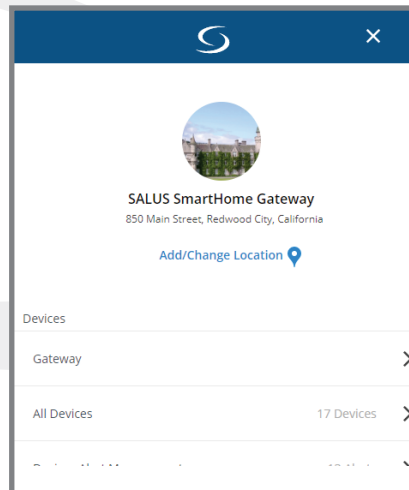 SALUS SmartHome Gateway
850 Main Street, Redwood City, California
Add/Change Location
Devices
Gateway
All Devices 17 Devices